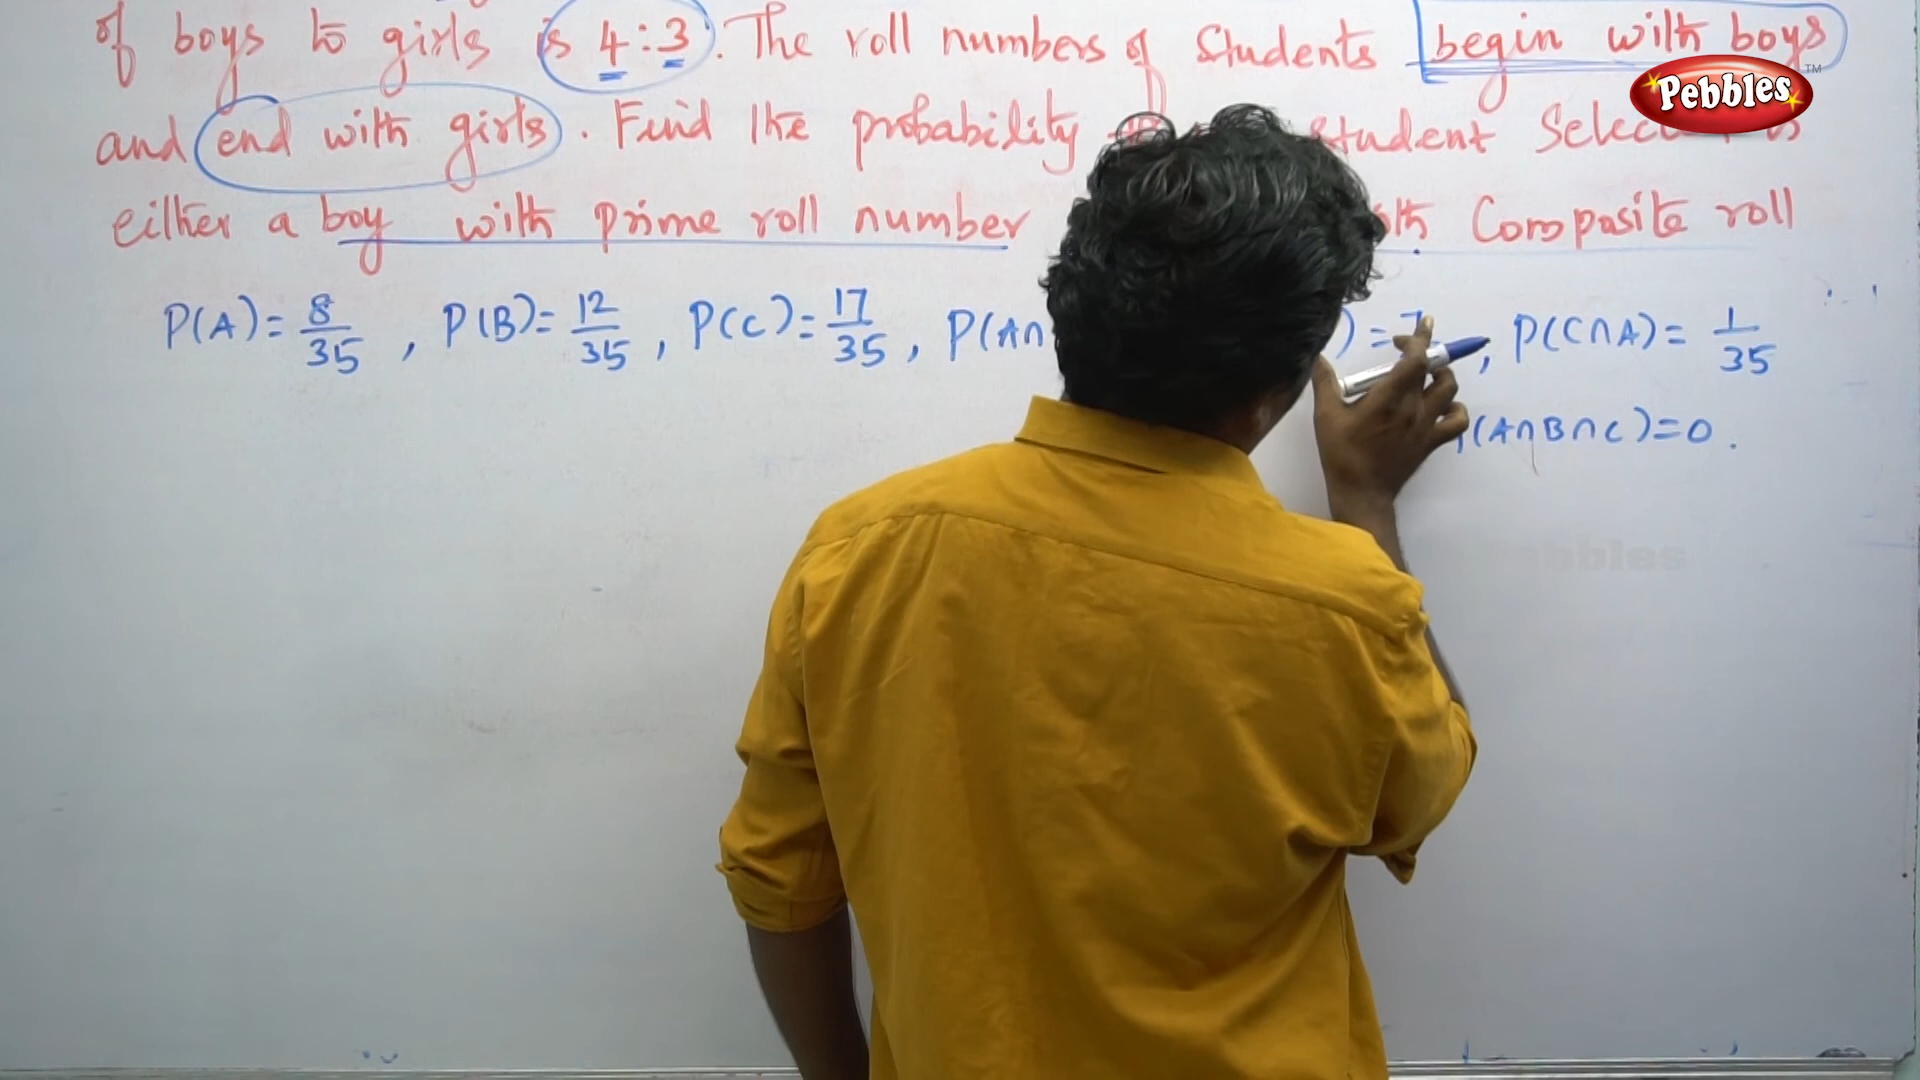 of boys to girls is 4:3. The roll numbers of Students begin with boys
Pebbles TM
and end with girls. Find the probability student
either a boy with prime roll number Composite roll
P(A)= 8/35 , P(B)= 12/35 , P(C)= 17/35 , P(A∩ )= , P(C∩A)= 1/35
(A∩B∩C)=0.
Pebbles